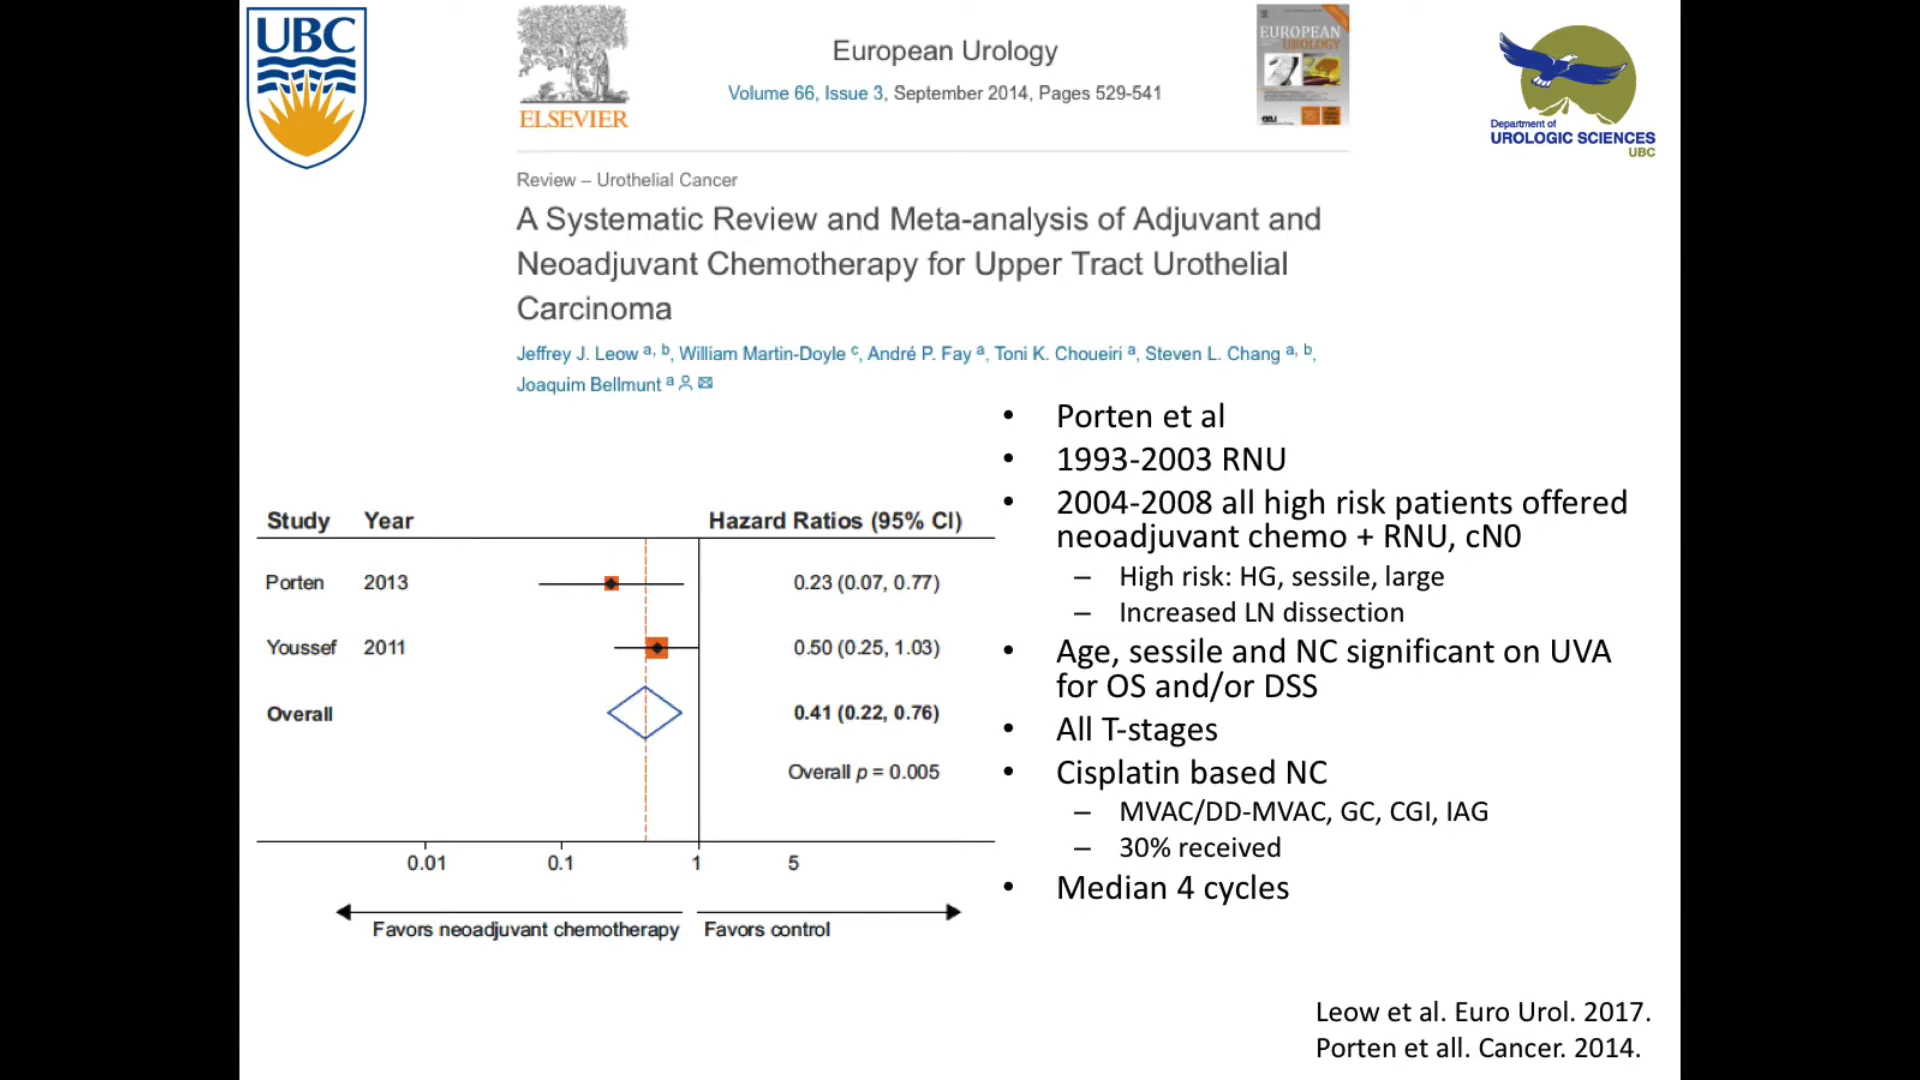 UBC
ELSEVIER
European Urology
Volume 66, Issue 3, September 2014, Pages 529-541
EUROPEAN
UROLOGY
Department of
UROLOGIC SCIENCES
UBC
Review – Urothelial Cancer
A Systematic Review and Meta-analysis of Adjuvant and
Neoadjuvant Chemotherapy for Upper Tract Urothelial
Carcinoma
Jeffrey J. Leow a, b, William Martin-Doyle c, André P. Fay a, Toni K. Choueiri a, Steven L. Chang a, b,
Joaquim Bellmunt a
Study Year Hazard Ratios (95% CI)
Porten 2013 0.23 (0.07, 0.77)
Youssef 2011 0.50 (0.25, 1.03)
Overall 0.41 (0.22, 0.76)
Overall p = 0.005
0.01 0.1 1 5
Favors neoadjuvant chemotherapy Favors control
• Porten et al
• 1993-2003 RNU
• 2004-2008 all high risk patients offered
neoadjuvant chemo + RNU, cN0
– High risk: HG, sessile, large
– Increased LN dissection
• Age, sessile and NC significant on UVA
for OS and/or DSS
• All T-stages
• Cisplatin based NC
– MVAC/DD-MVAC, GC, CGI, IAG
– 30% received
• Median 4 cycles
Leow et al. Euro Urol. 2017.
Porten et all. Cancer. 2014.